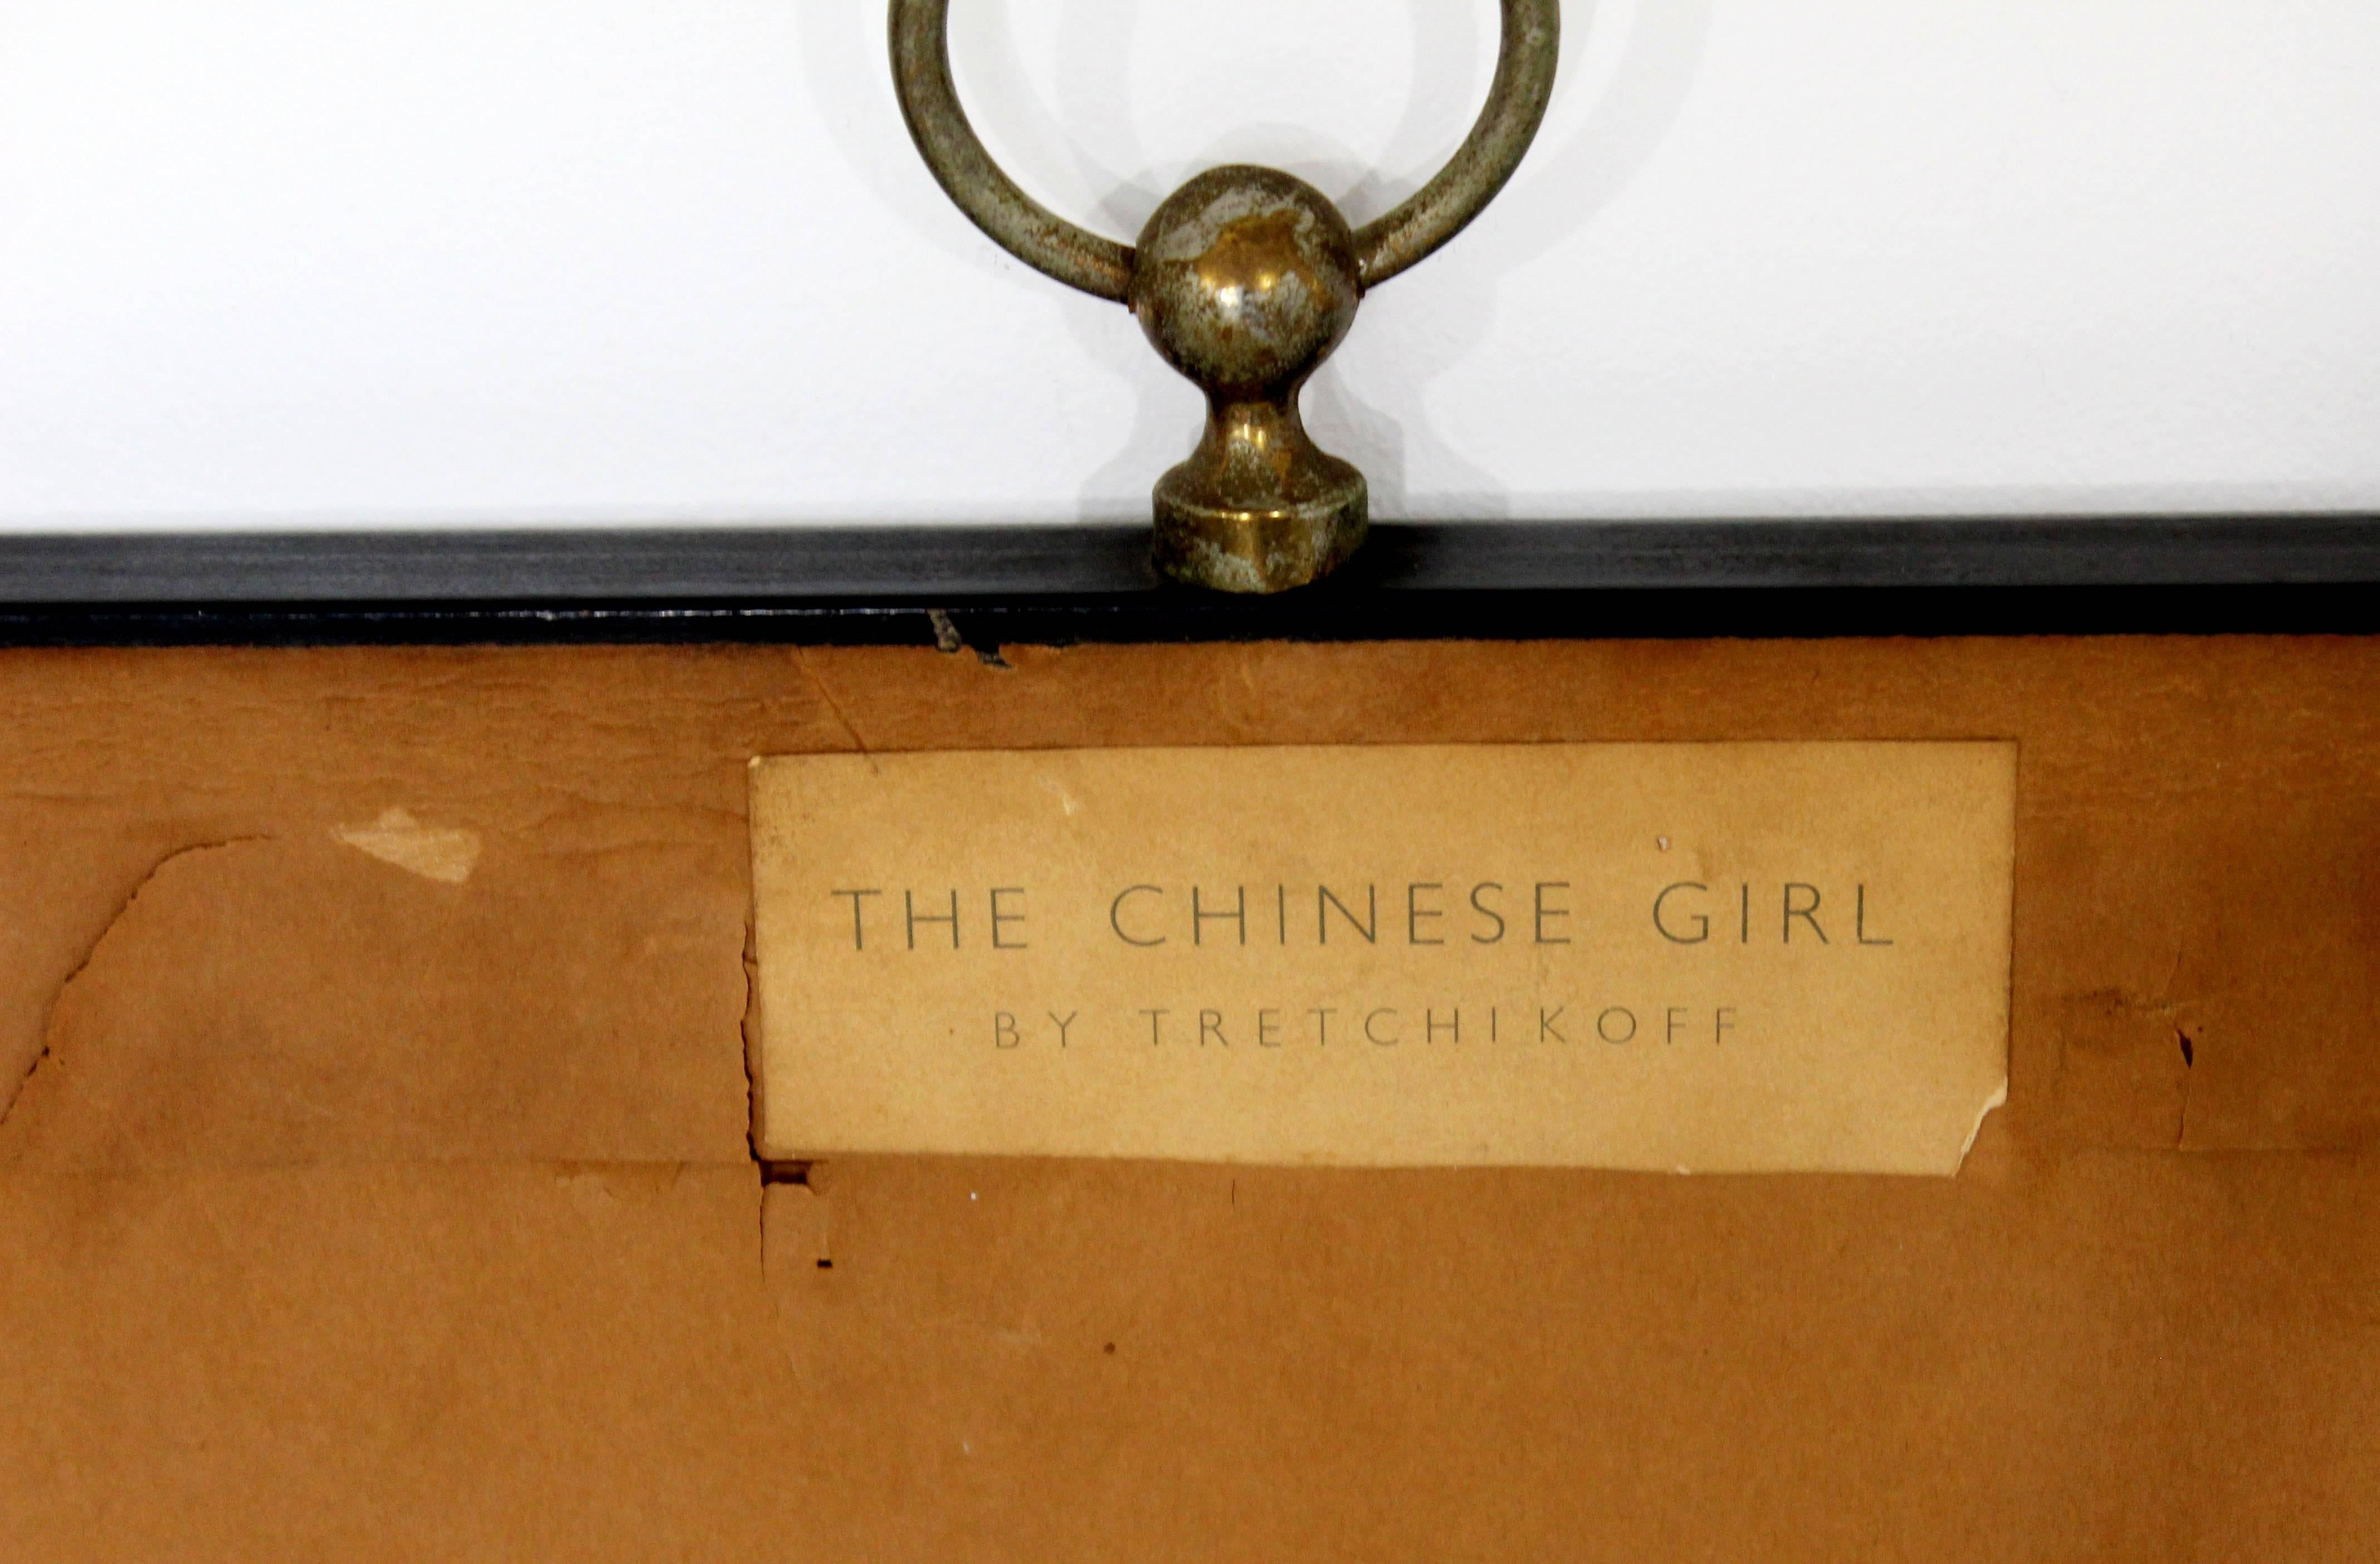 THE CHINESE GIRL
BY TRETCHIKOFF